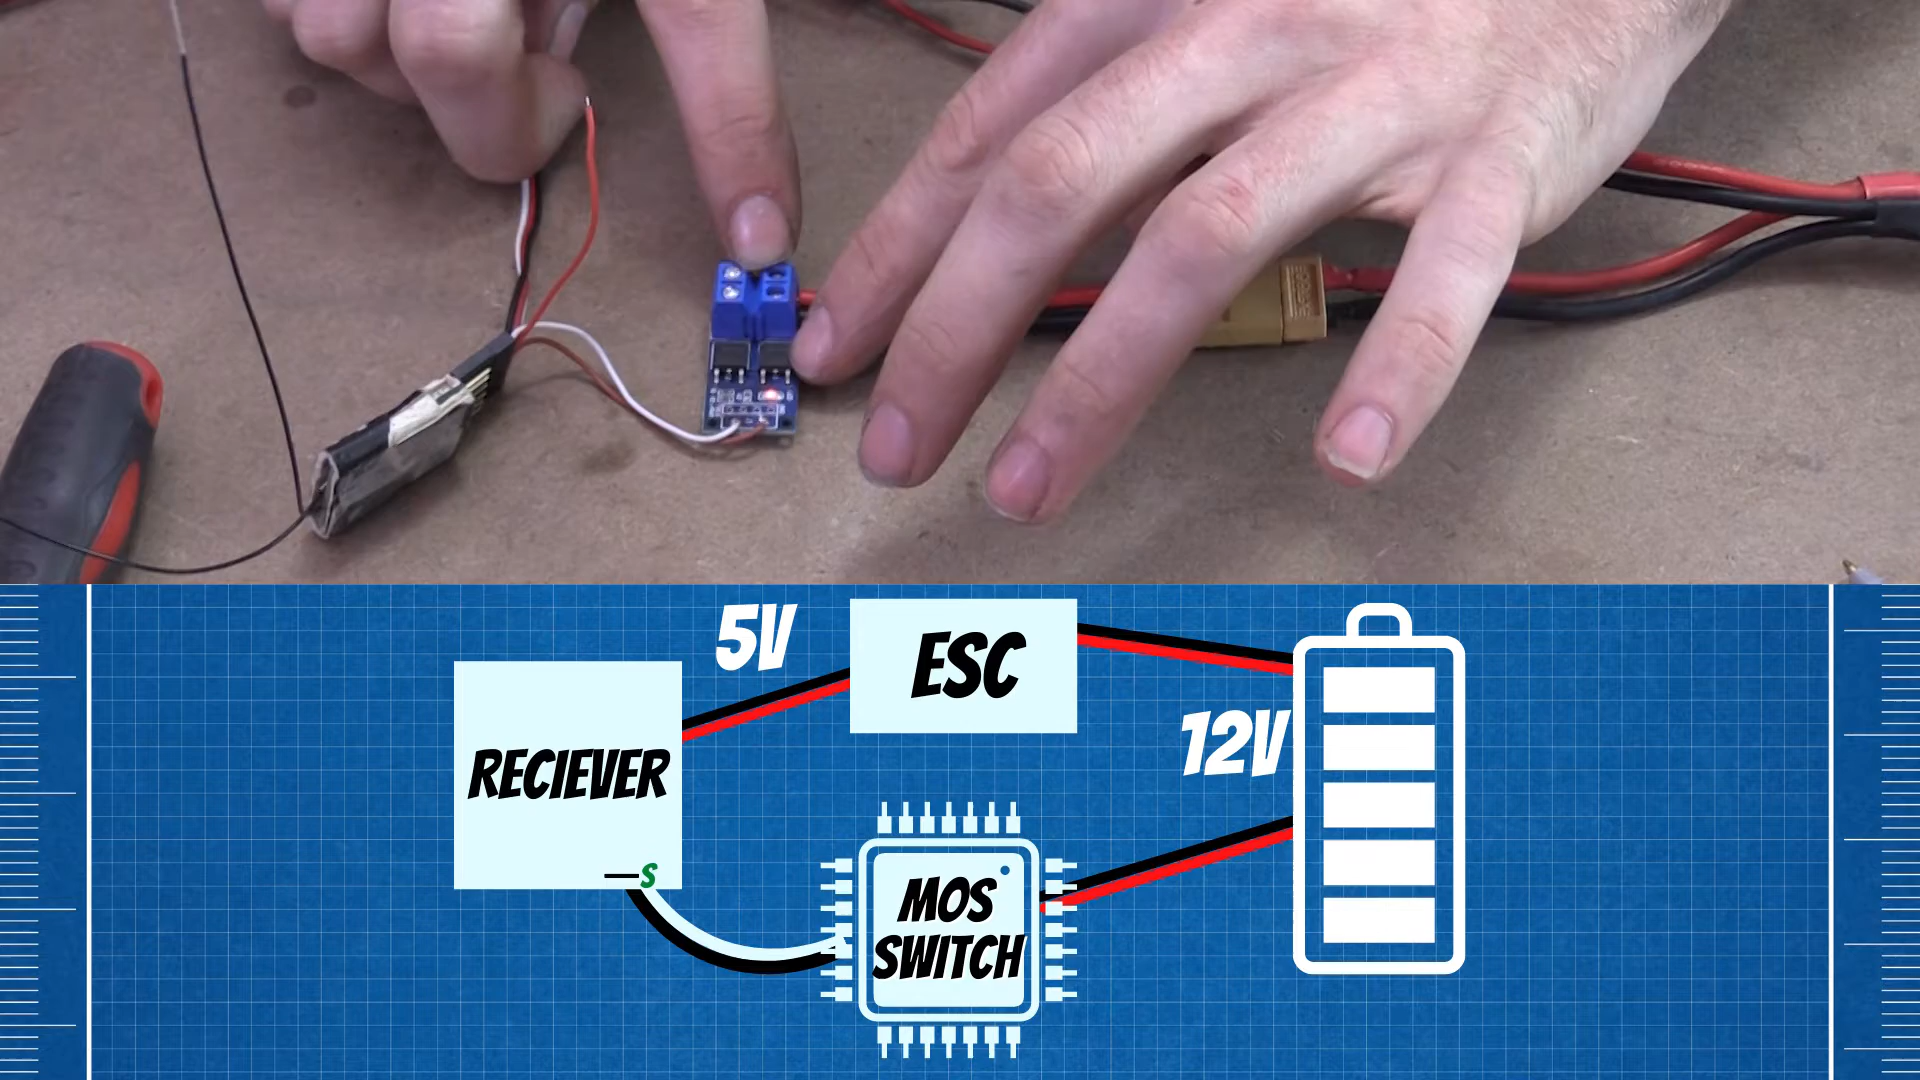 5V
ESC
RECIEVER
12V
—S
MOS
SWITCH